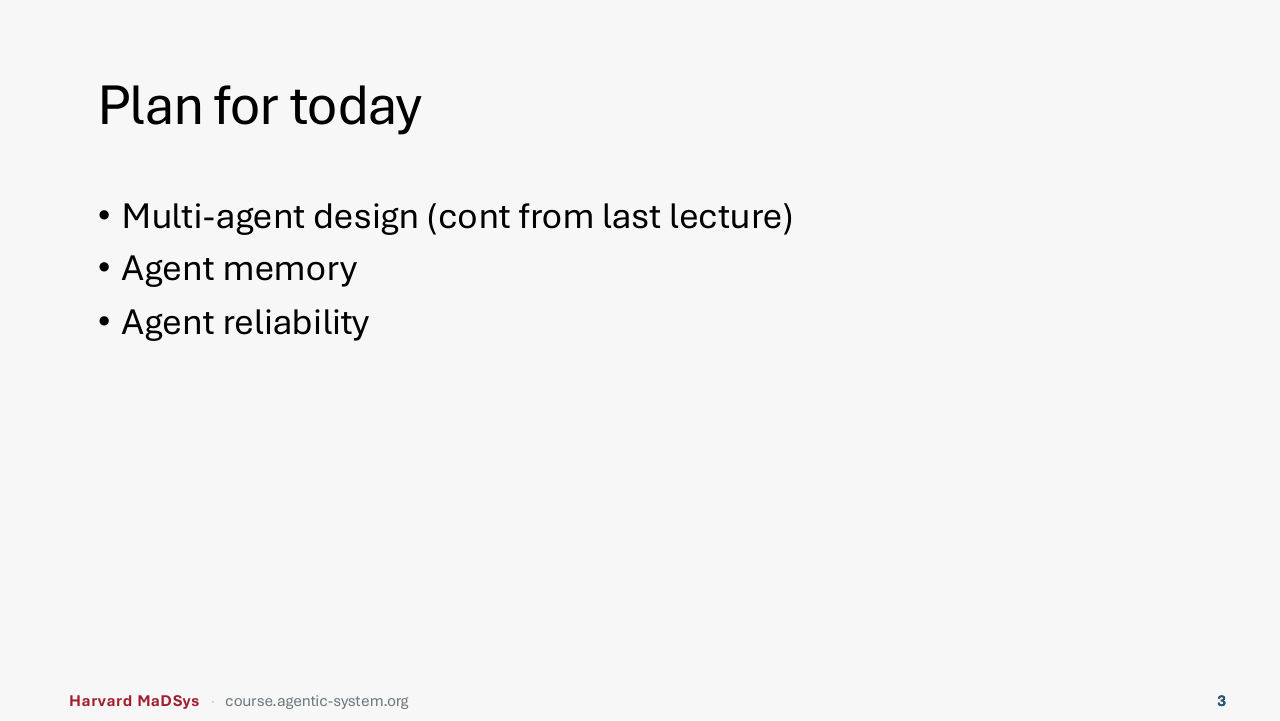 Plan for today
• Multi-agent design (cont from last lecture)
• Agent memory
• Agent reliability
Harvard MaDSys · course.agentic-system.org
3